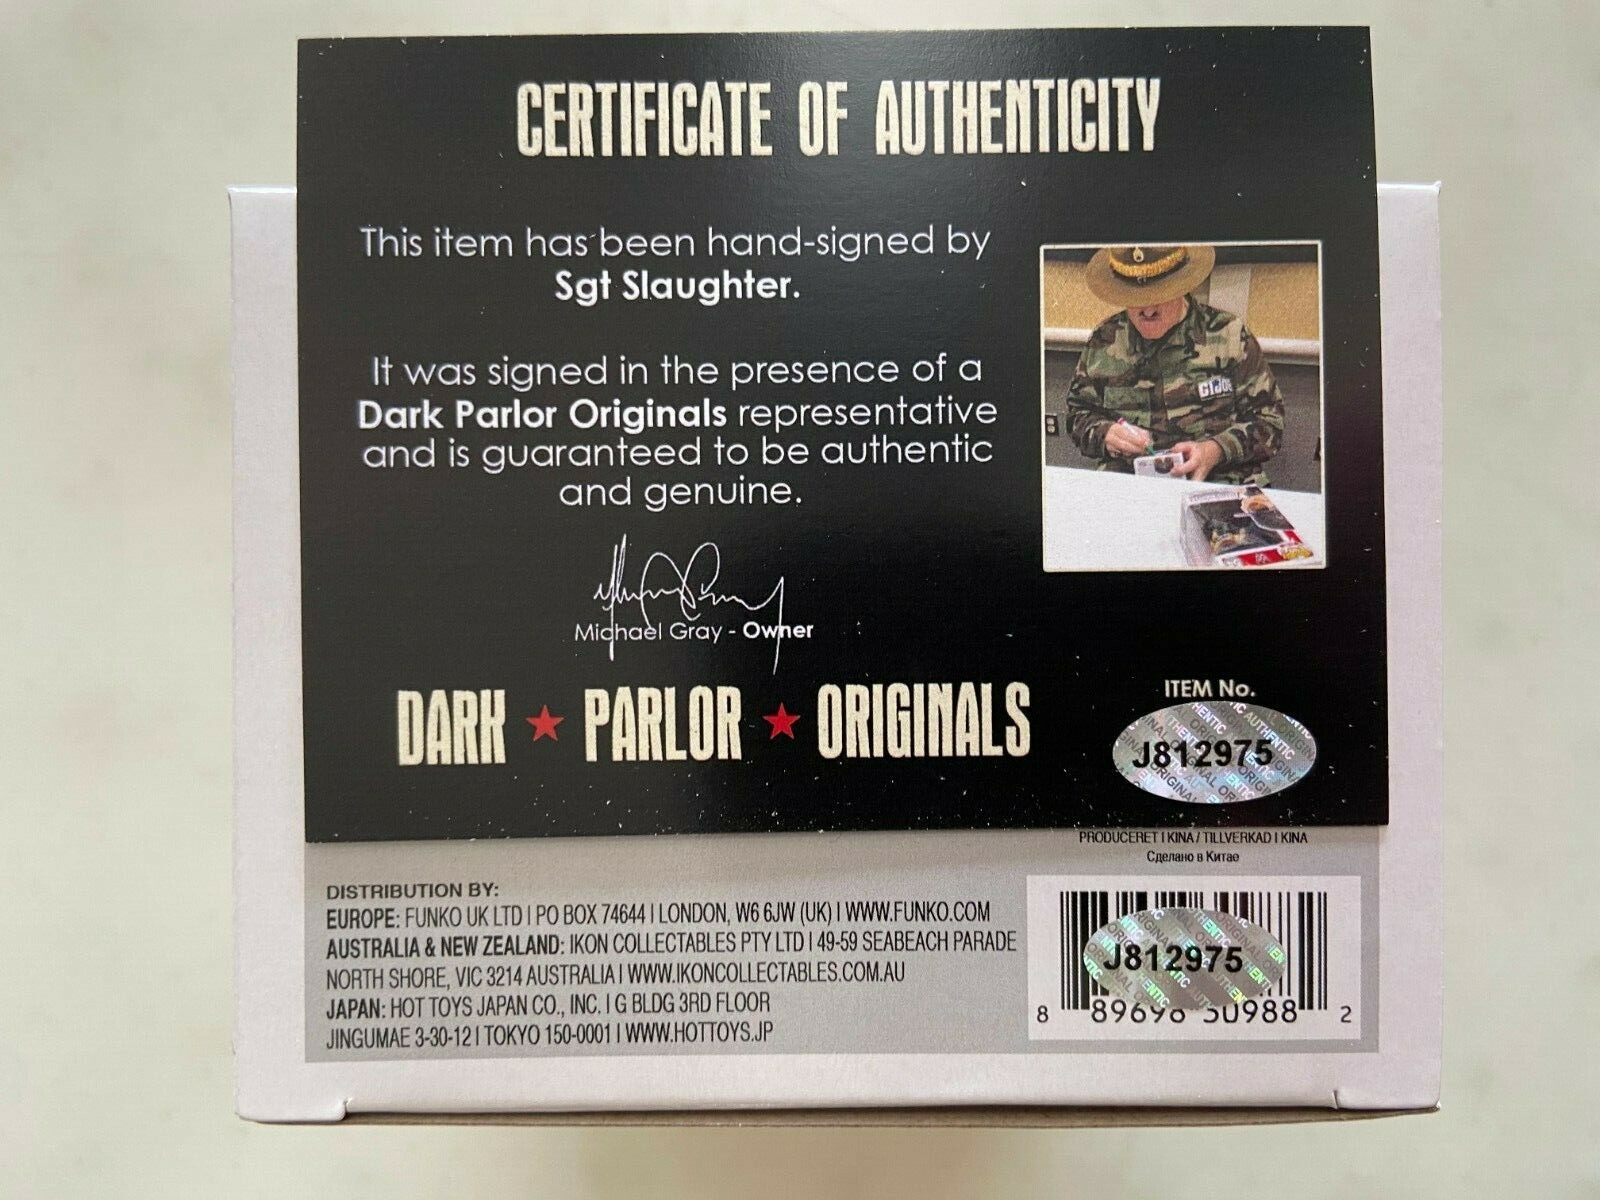 CERTIFICATE OF AUTHENTICITY
This item has been hand-signed by
Sgt Slaughter.
It was signed in the presence of a
Dark Parlor Originals representative
and is guaranteed to be authentic
and genuine.
Michael Gray - Owner
DARK ★ PARLOR ★ ORIGINALS
GI JOE
ITEM No.
J812975
PRODUCERET I KINA / TILLVERKAD I KINA
Сделано в Китае
DISTRIBUTION BY:
EUROPE: FUNKO UK LTD | PO BOX 74644 | LONDON, W6 6JW (UK) | WWW.FUNKO.COM
AUSTRALIA & NEW ZEALAND: IKON COLLECTABLES PTY LTD | 49-59 SEABEACH PARADE
NORTH SHORE, VIC 3214 AUSTRALIA | WWW.IKONCOLLECTABLES.COM.AU
JAPAN: HOT TOYS JAPAN CO., INC. | G BLDG 3RD FLOOR
JINGUMAE 3-30-12 | TOKYO 150-0001 | WWW.HOTTOYS.JP
J812975
8 89698 50988 2